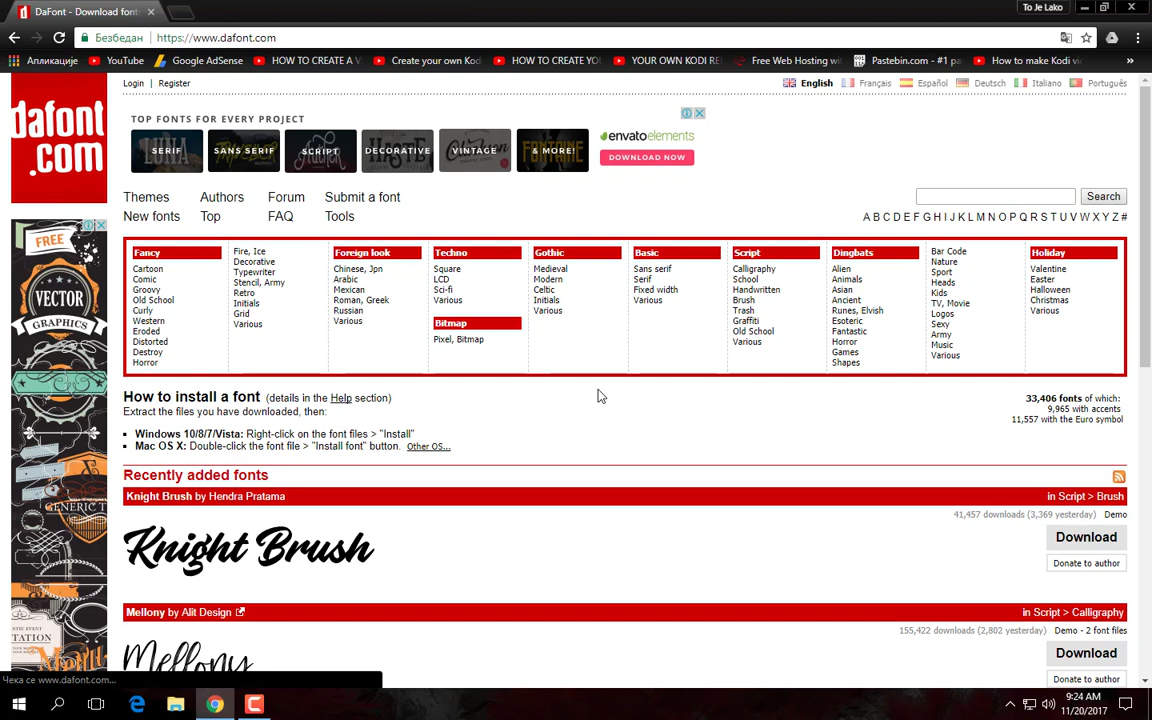 DaFont - Download fonts
To Je Lako
Безбедан
https://www.dafont.com
Апликације
YouTube
Google AdSense
HOW TO CREATE A V
Create your own Kod
HOW TO CREATE YOU
YOUR OWN KODI RE
Free Web Hosting wi
Pastebin.com - #1 pa
How to make Kodi vi
»
dafont
.com
Login | Register
English Français Español Deutsch Italiano Português
TOP FONTS FOR EVERY PROJECT
SERIF
SANS SERIF
SCRIPT
DECORATIVE
VINTAGE
& MORE!
envatoelements
DOWNLOAD NOW
Themes Authors Forum Submit a font
New fonts Top FAQ Tools
Search
A B C D E F G H I J K L M N O P Q R S T U V W X Y Z #
Fancy
Cartoon
Comic
Groovy
Old School
Curly
Western
Eroded
Distorted
Destroy
Horror
Fire, Ice
Decorative
Typewriter
Stencil, Army
Retro
Initials
Grid
Various
Foreign look
Chinese, Jpn
Arabic
Mexican
Roman, Greek
Russian
Various
Techno
Square
LCD
Sci-fi
Various
Bitmap
Pixel, Bitmap
Gothic
Medieval
Modern
Celtic
Initials
Various
Basic
Sans serif
Serif
Fixed width
Various
Script
Calligraphy
School
Handwritten
Brush
Trash
Graffiti
Old School
Various
Dingbats
Alien
Animals
Asian
Ancient
Runes, Elvish
Esoteric
Fantastic
Horror
Games
Shapes
Bar Code
Nature
Sport
Heads
Kids
TV, Movie
Logos
Sexy
Army
Music
Various
Holiday
Valentine
Easter
Halloween
Christmas
Various
FREE
VECTOR
GRAPHICS
How to install a font (details in the Help section)
Extract the files you have downloaded, then:
Windows 10/8/7/Vista: Right-click on the font files > "Install"
Mac OS X: Double-click the font file > "Install font" button. Other OS...
33,406 fonts of which:
9,965 with accents
11,557 with the Euro symbol
Recently added fonts
Knight Brush by Hendra Pratama in Script > Brush
41,457 downloads (3,369 yesterday) Demo
Knight Brush
Download
Donate to author
Mellony by Alit Design in Script > Calligraphy
155,422 downloads (2,802 yesterday) Demo - 2 font files
Mellony
Download
Donate to author
Чека се www.dafont.com...
9:24 AM
11/20/2017